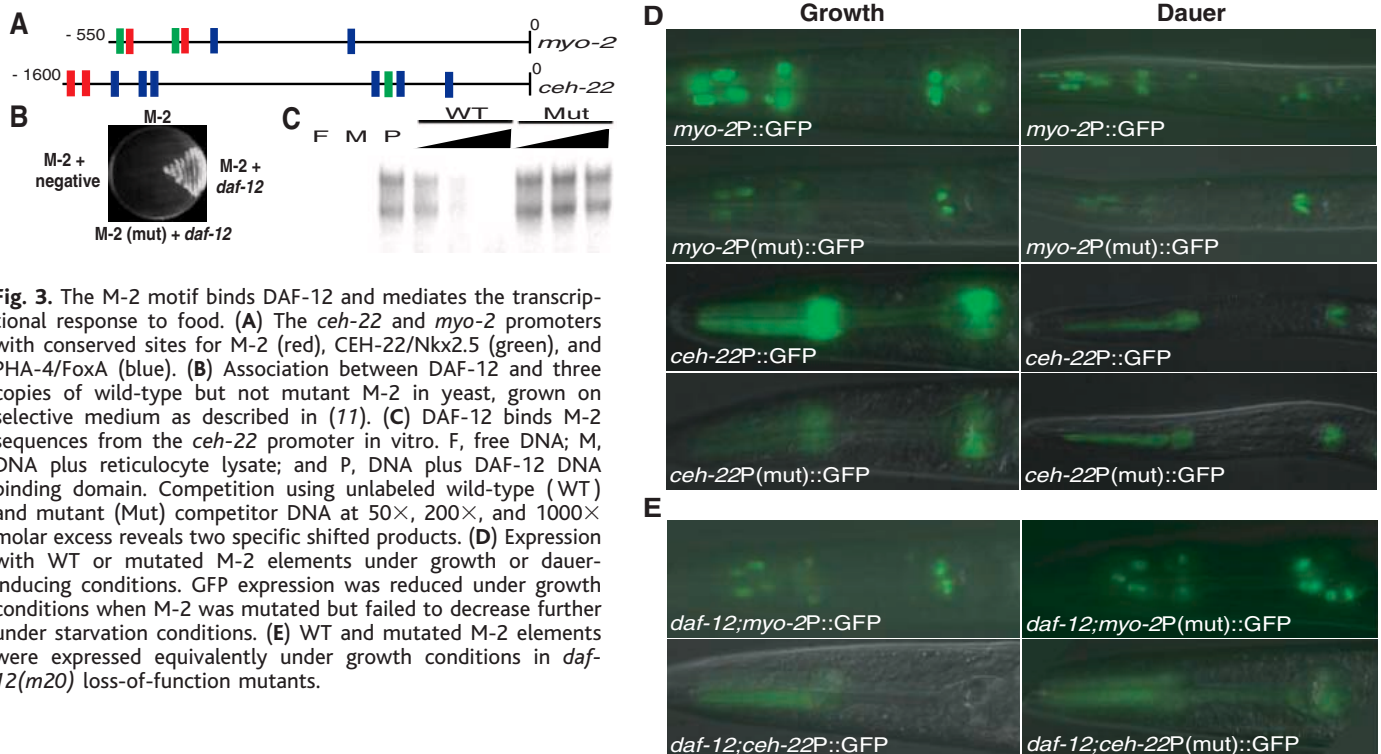 A
- 550
0
myo-2
- 1600
0
ceh-22
B
M-2
M-2 +
negative
M-2 +
daf-12
M-2 (mut) + daf-12
C
F M P
WT
Mut
Fig. 3. The M-2 motif binds DAF-12 and mediates the transcrip-
tional response to food. (A) The ceh-22 and myo-2 promoters
with conserved sites for M-2 (red), CEH-22/Nkx2.5 (green), and
PHA-4/FoxA (blue). (B) Association between DAF-12 and three
copies of wild-type but not mutant M-2 in yeast, grown on
selective medium as described in (11). (C) DAF-12 binds M-2
sequences from the ceh-22 promoter in vitro. F, free DNA; M,
DNA plus reticulocyte lysate; and P, DNA plus DAF-12 DNA
binding domain. Competition using unlabeled wild-type (WT)
and mutant (Mut) competitor DNA at 50×, 200×, and 1000×
molar excess reveals two specific shifted products. (D) Expression
with WT or mutated M-2 elements under growth or dauer-
inducing conditions. GFP expression was reduced under growth
conditions when M-2 was mutated but failed to decrease further
under starvation conditions. (E) WT and mutated M-2 elements
were expressed equivalently under growth conditions in daf-
12(m20) loss-of-function mutants.
D
Growth
Dauer
myo-2P::GFP
myo-2P::GFP
myo-2P(mut)::GFP
myo-2P(mut)::GFP
ceh-22P::GFP
ceh-22P::GFP
ceh-22P(mut)::GFP
ceh-22P(mut)::GFP
E
daf-12;myo-2P::GFP
daf-12;myo-2P(mut)::GFP
daf-12;ceh-22P::GFP
daf-12;ceh-22P(mut)::GFP